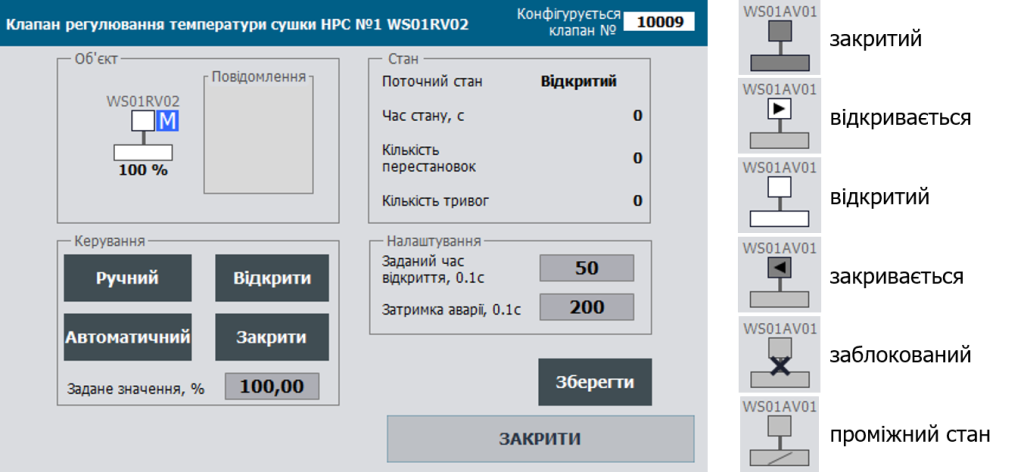 Клапан регулювання температури сушки НРС №1 WS01RV02
Конфігурується
клапан №
10009
Об'єкт
Повідомлення
WS01RV02
M
100 %
Стан
Поточний стан Відкритий
Час стану, с 0
Кількість
перестановок 0
Кількість тривог 0
Керування
Ручний Відкрити
Автоматичний Закрити
Задане значення, % 100,00
Налаштування
Заданий час
відкриття, 0.1с 50
Затримка аварії, 0.1с 200
Зберегти
ЗАКРИТИ
WS01AV01
закритий
WS01AV01
відкривається
WS01AV01
відкритий
WS01AV01
закривається
WS01AV01
заблокований
WS01AV01
проміжний стан